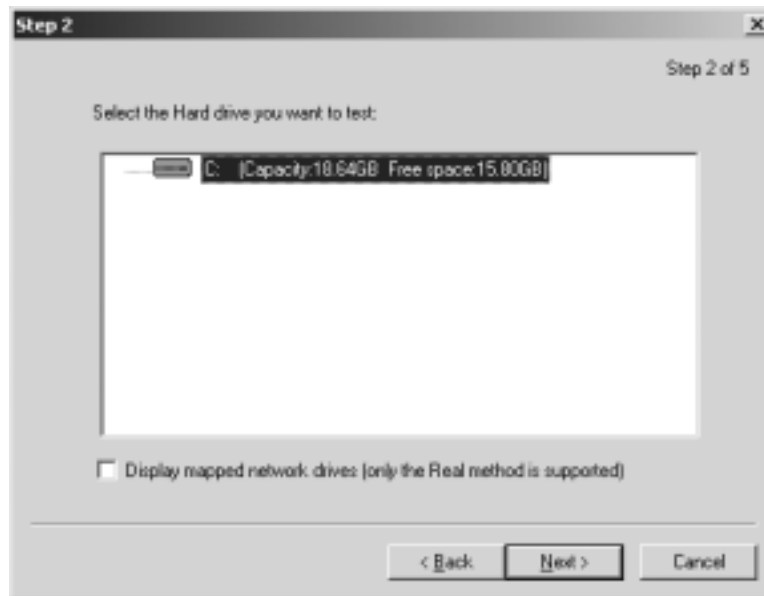 Step 2
Step 2 of 5
Select the Hard drive you want to test:
C: [Capacity:18.64GB Free space:15.80GB]
Display mapped network drives (only the Real method is supported)
< Back
Next >
Cancel